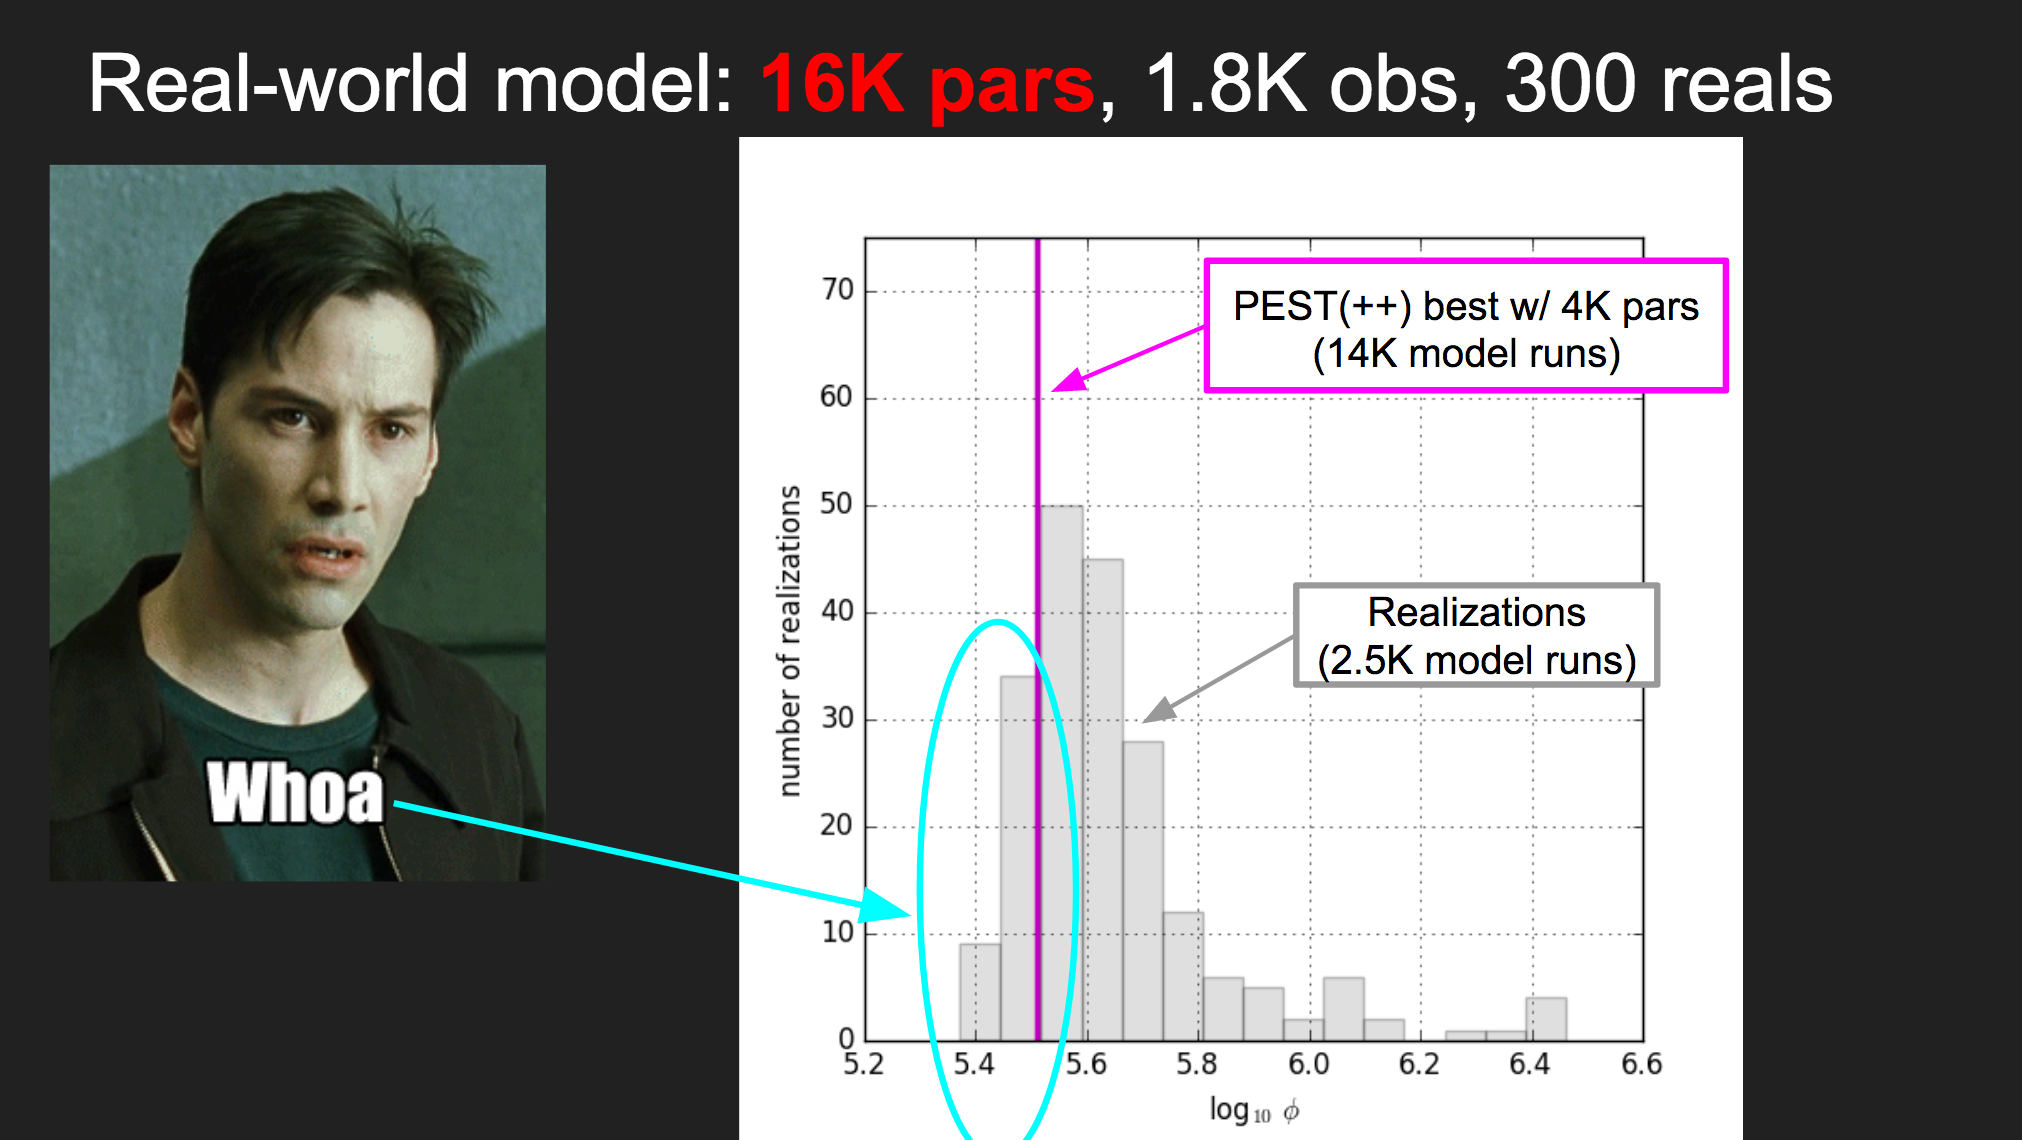 Real-world model: 16K pars, 1.8K obs, 300 reals
Whoa
PEST(++) best w/ 4K pars
(14K model runs)
Realizations
(2.5K model runs)
number of realizations
70
60
50
40
30
20
10
0
5.2 5.4 5.6 5.8 6.0 6.2 6.4 6.6
log₁₀ ϕ